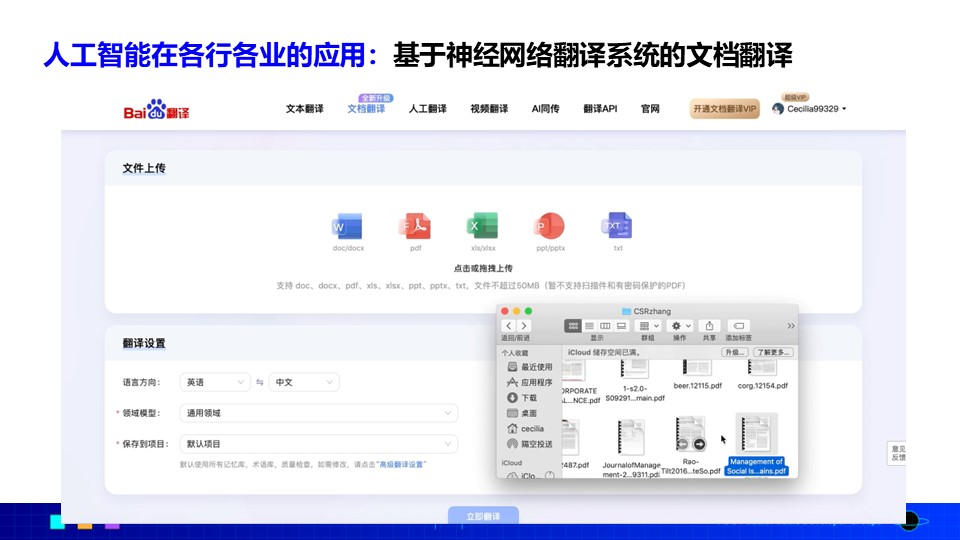 人工智能在各行各业的应用：基于神经网络翻译系统的文档翻译
Bai du 翻译
文本翻译
全新升级
文档翻译
人工翻译
视频翻译
AI同传
翻译API
官网
开通文档翻译VIP
超级VIP
Cecilia99329
文件上传
W
F
X
P
TXT
doc/docx
pdf
xls/xlsx
ppt/pptx
txt
点击或拖拽上传
支持 doc、docx、pdf、xls、xlsx、ppt、pptx、txt，文件不超过50MB（暂不支持扫描件和有密码保护的PDF）
翻译设置
语言方向：
英语
中文
* 领域模型：
通用领域
* 保存到项目：
默认项目
默认使用所有记忆库、术语库、质量检查，如需修改，请点击"高级翻译设置"
立即翻译
意见
反馈
CSRzhang
返回/前进
显示
群组
操作
共享
添加标签
个人收藏
最近使用
应用程序
下载
桌面
cecilia
隔空投送
iCloud
iClo...
iCloud 储存空间已满。
升级...
了解更多...
ORPORATE
AL...NCE.pdf
1-s2.0-
S09291...main.pdf
beer.12115.pdf
corg.12154.pdf
2487.pdf
JournalofManage
ment-2...9311.pdf
Rao-
Tilt2016...teSo.pdf
Management of
Social Is...ains.pdf